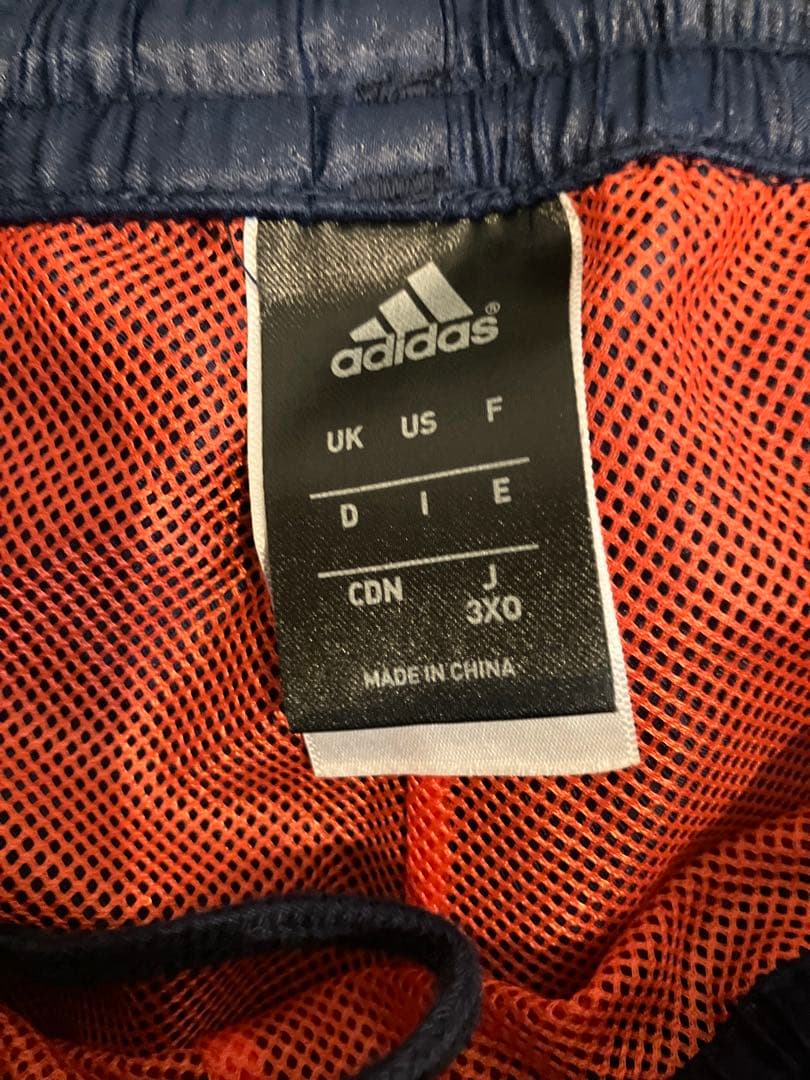 adidas®
UK US F
D I E
CDN J
3XO
MADE IN CHINA